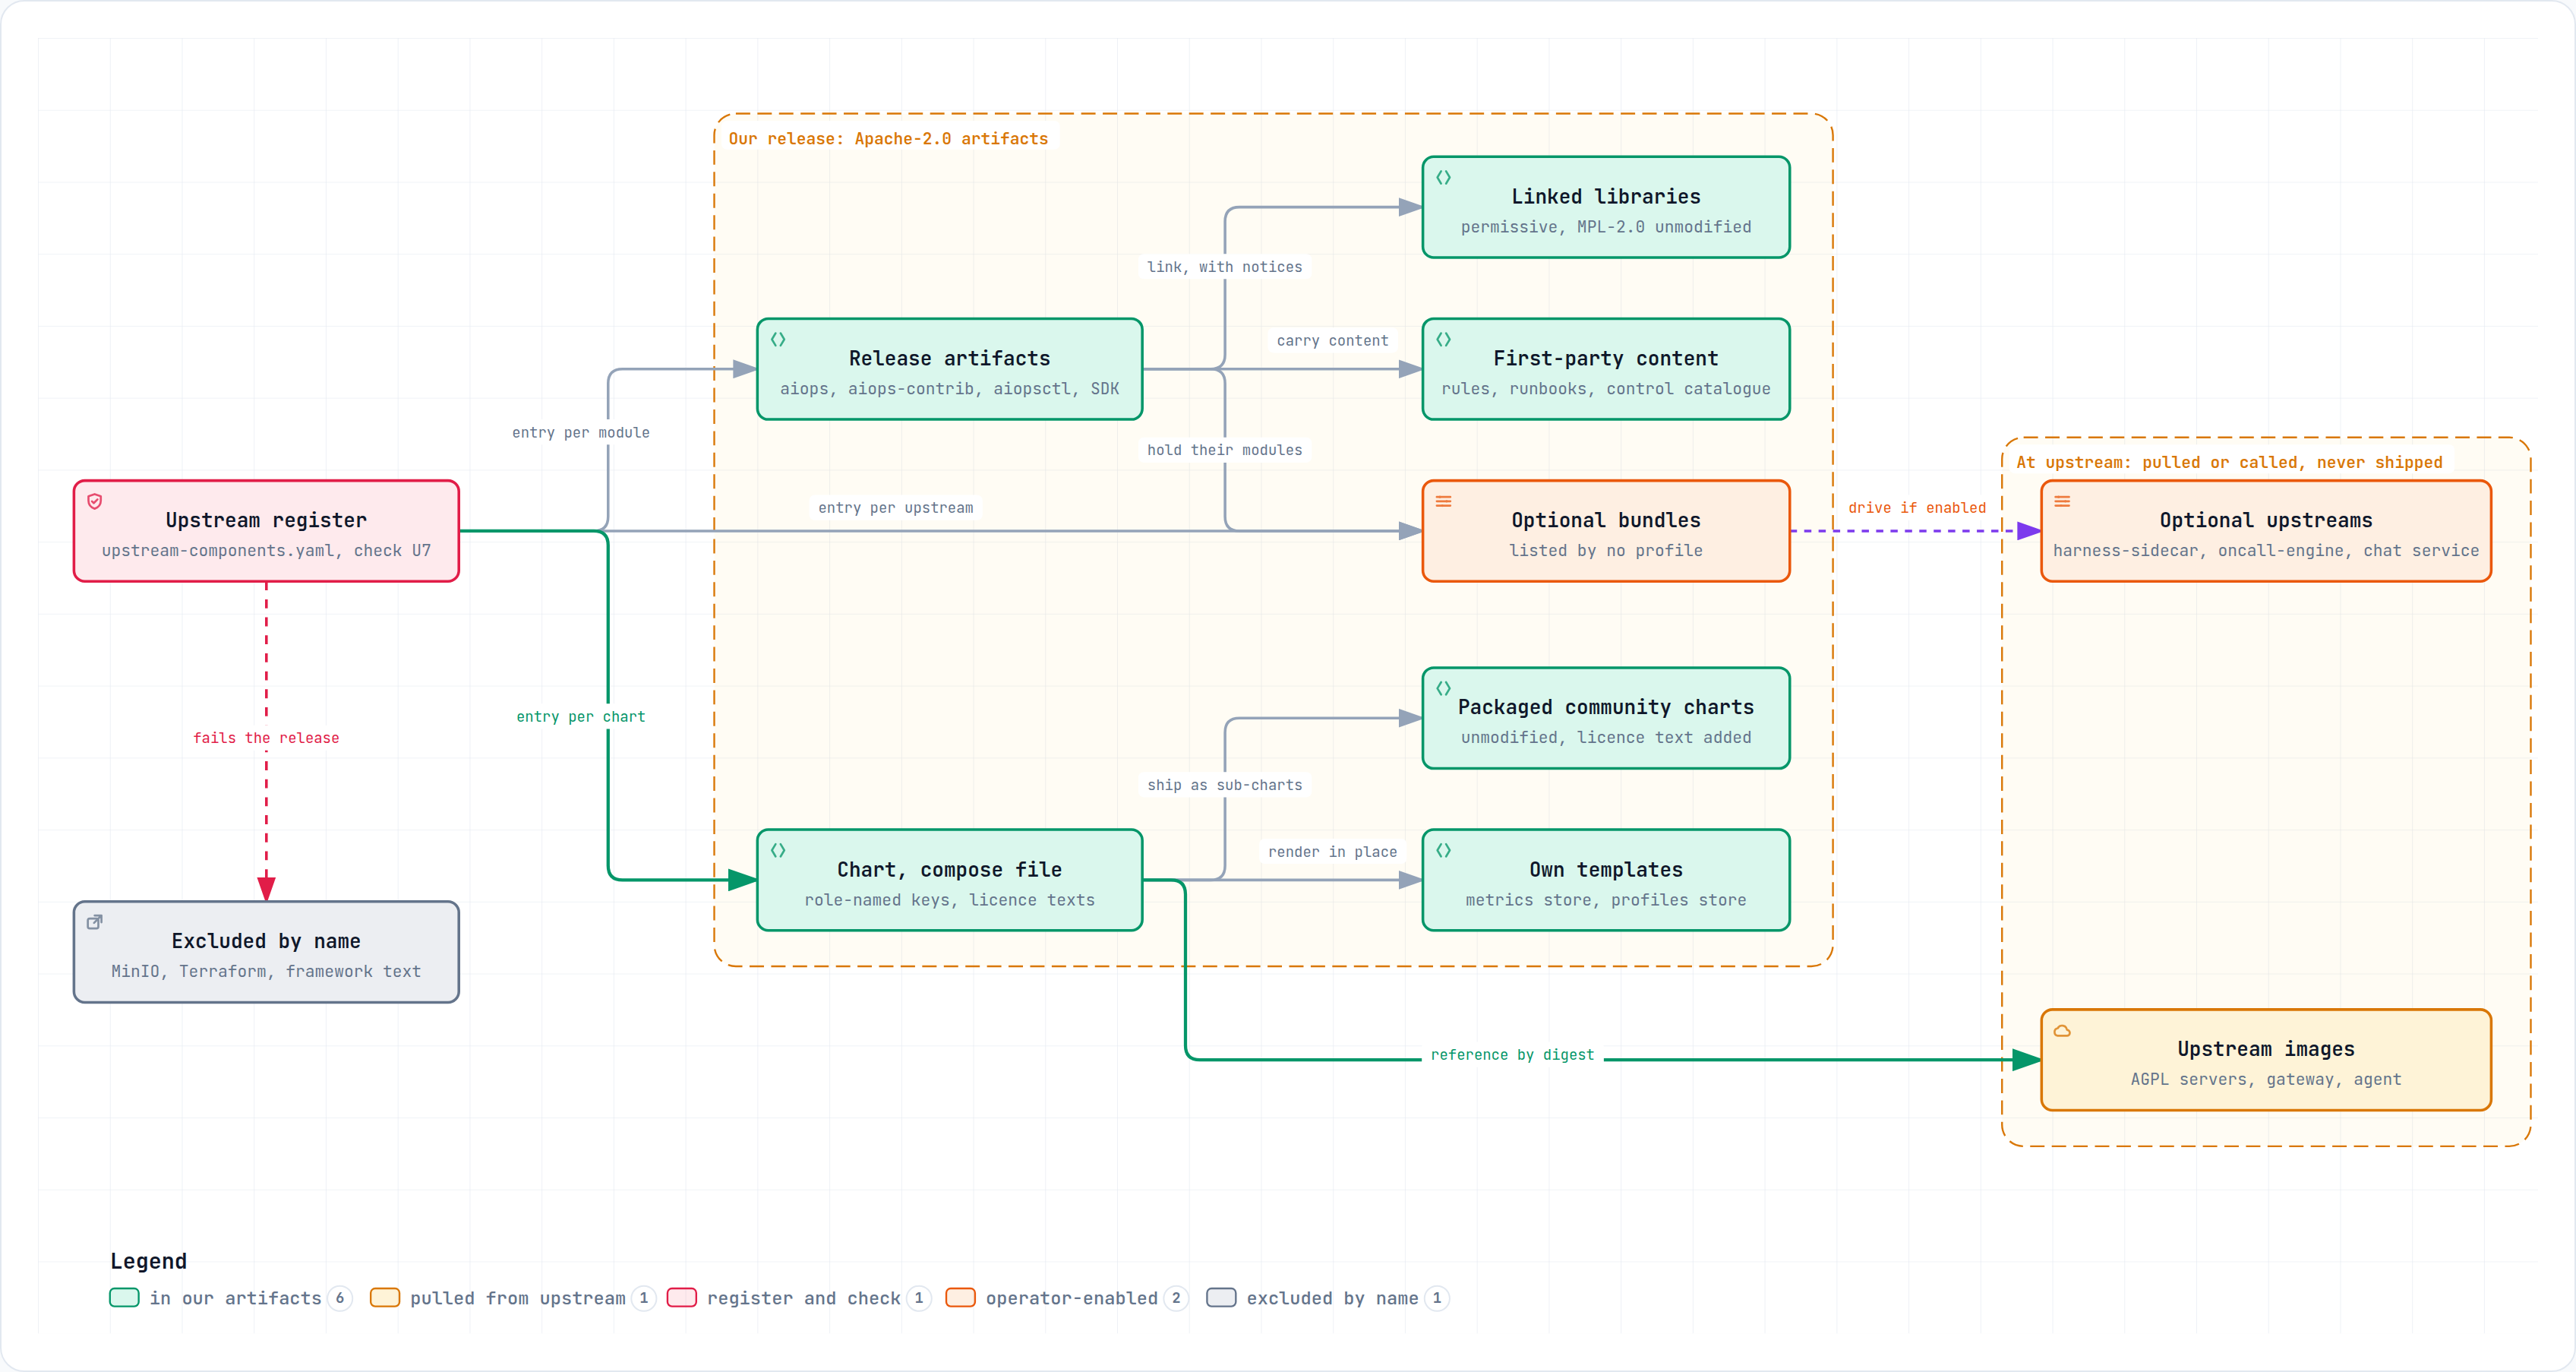 Our release: Apache-2.0 artifacts
Linked libraries
permissive, MPL-2.0 unmodified
link, with notices
Release artifacts
aiops, aiops-contrib, aiopsctl, SDK
carry content
First-party content
rules, runbooks, control catalogue
entry per module
hold their modules
At upstream: pulled or called, never shipped
Upstream register
upstream-components.yaml, check U7
entry per upstream
Optional bundles
listed by no profile
drive if enabled
Optional upstreams
harness-sidecar, oncall-engine, chat service
fails the release
entry per chart
Packaged community charts
unmodified, licence text added
ship as sub-charts
Chart, compose file
role-named keys, licence texts
render in place
Own templates
metrics store, profiles store
Excluded by name
MinIO, Terraform, framework text
reference by digest
Upstream images
AGPL servers, gateway, agent
Legend
in our artifacts 6
pulled from upstream 1
register and check 1
operator-enabled 2
excluded by name 1